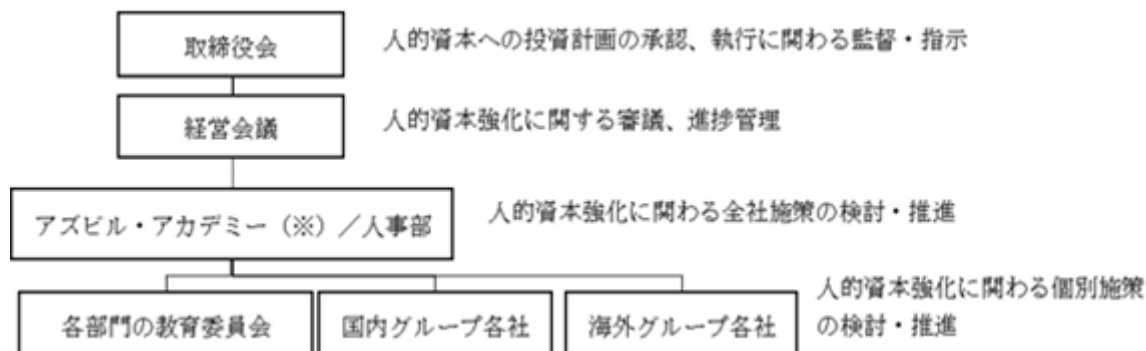 取締役会
人的資本への投資計画の承認、執行に関わる監督・指示
経営会議
人的資本強化に関する審議、進捗管理
アズビル・アカデミー（※）／人事部
人的資本強化に関わる全社施策の検討・推進
各部門の教育委員会
国内グループ各社
海外グループ各社
人的資本強化に関わる個別施策
の検討・推進